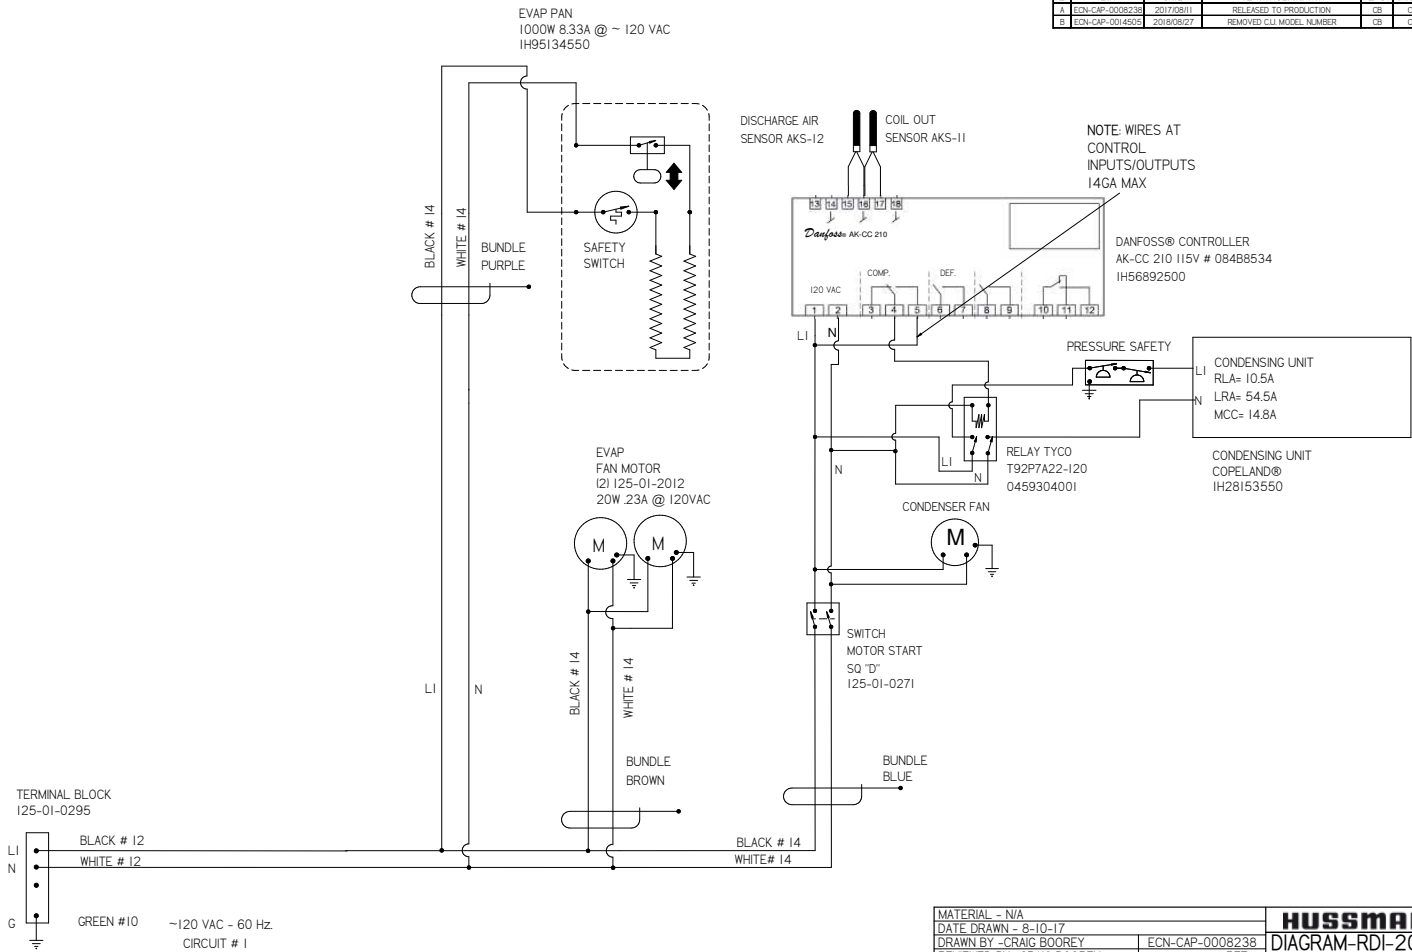 A ECN-CAP-0008238 2017/08/11 RELEASED TO PRODUCTION CB
B ECN-CAP-0014505 2018/08/27 REMOVED C.U. MODEL NUMBER CB
EVAP PAN
1000W 8.33A @ ~ 120 VAC
1H95134550
BLACK # 14
WHITE # 14
BUNDLE
PURPLE
SAFETY
SWITCH
DISCHARGE AIR
SENSOR AKS-12
COIL OUT
SENSOR AKS-11
NOTE: WIRES AT
CONTROL
INPUTS/OUTPUTS
14GA MAX
13 14 15 16 17 18
Danfoss® AK-CC 210
COMP. DEF.
120 VAC
1 2 3 4 5 6 7 8 9 10 11 12
DANFOSS® CONTROLLER
AK-CC 210 115V # 084B8534
1H56892500
L1 N
PRESSURE SAFETY
L1
N
CONDENSING UNIT
RLA= 10.5A
LRA= 54.5A
MCC= 14.8A
CONDENSING UNIT
COPELAND®
1H28153550
L1
N
N
RELAY TYCO
T92P7A22-120
0459304001
EVAP
FAN MOTOR
(2) 125-01-2012
20W .23A @ 120VAC
M M
CONDENSER FAN
M
SWITCH
MOTOR START
SQ "D"
125-01-0271
L1 N
BLACK # 14
WHITE # 14
BUNDLE
BROWN
BUNDLE
BLUE
TERMINAL BLOCK
125-01-0295
L1
N
G
BLACK # 12
WHITE # 12
BLACK # 14
WHITE# 14
GREEN #10
~120 VAC - 60 Hz.
CIRCUIT # 1
MATERIAL - N/A
DATE DRAWN - 8-10-17
DRAWN BY -CRAIG BOOREY ECN-CAP-0008238
HUSSMA
DIAGRAM-RDI-20